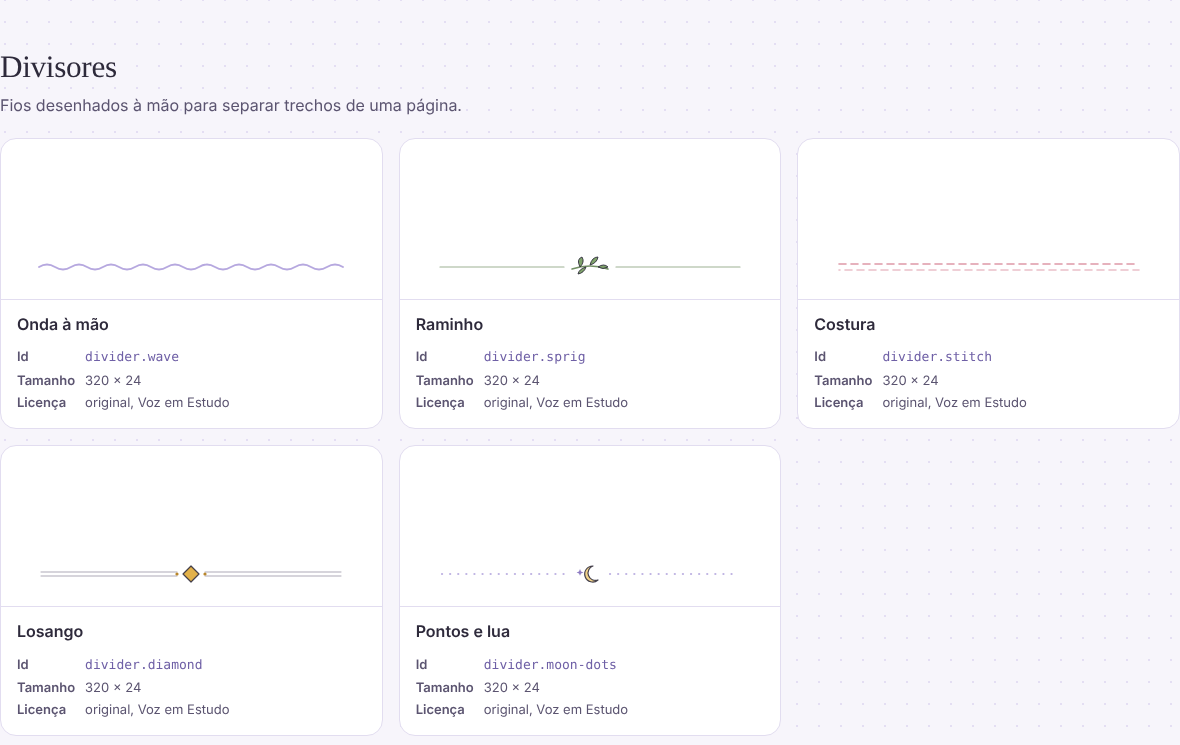 Divisores
Fios desenhados à mão para separar trechos de uma página.
Onda à mão
Id divider.wave
Tamanho 320 × 24
Licença original, Voz em Estudo
Raminho
Id divider.sprig
Tamanho 320 × 24
Licença original, Voz em Estudo
Costura
Id divider.stitch
Tamanho 320 × 24
Licença original, Voz em Estudo
Losango
Id divider.diamond
Tamanho 320 × 24
Licença original, Voz em Estudo
Pontos e lua
Id divider.moon-dots
Tamanho 320 × 24
Licença original, Voz em Estudo